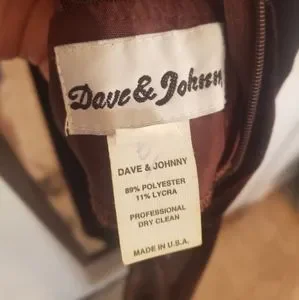 Dave & Johnny
DAVE & JOHNNY
89% POLYESTER
11% LYCRA
PROFESSIONAL
DRY CLEAN
MADE IN U.S.A.